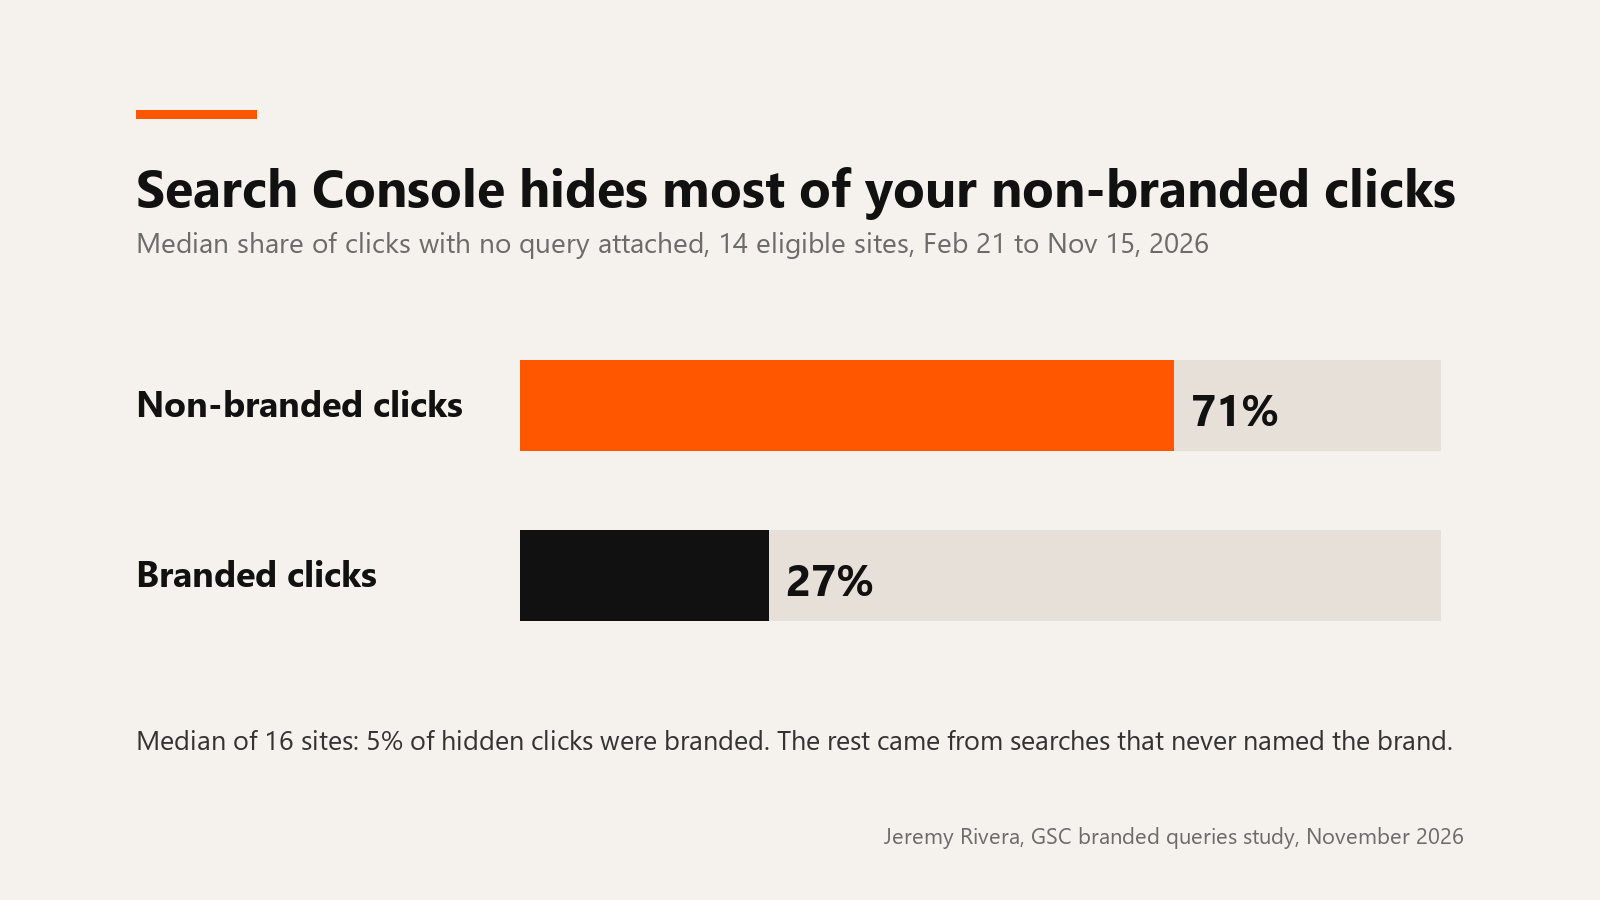 Search Console hides most of your non-branded clicks
Median share of clicks with no query attached, 14 eligible sites, Feb 21 to Nov 15, 2026
Non-branded clicks
71%
Branded clicks
27%
Median of 16 sites: 5% of hidden clicks were branded. The rest came from searches that never named the brand.
Jeremy Rivera, GSC branded queries study, November 2026